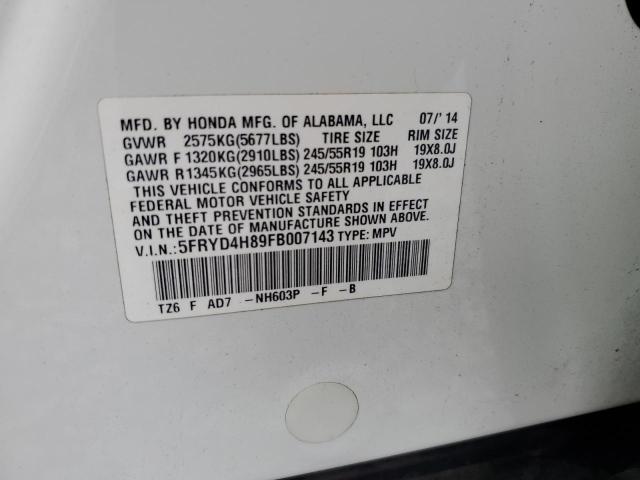 MFD. BY HONDA MFG. OF ALABAMA, LLC 07/'14
GVWR 2575KG(5677LBS) TIRE SIZE RIM SIZE
GAWR F 1320KG(2910LBS) 245/55R19 103H 19X8.0J
GAWR R 1345KG(2965LBS) 245/55R19 103H 19X8.0J
THIS VEHICLE CONFORMS TO ALL APPLICABLE
FEDERAL MOTOR VEHICLE SAFETY
AND THEFT PREVENTION STANDARDS IN EFFECT
ON THE DATE OF MANUFACTURE SHOWN ABOVE.
V.I.N.:5FRYD4H89FB007143 TYPE: MPV
TZ6 F AD7 -NH603P -F -B